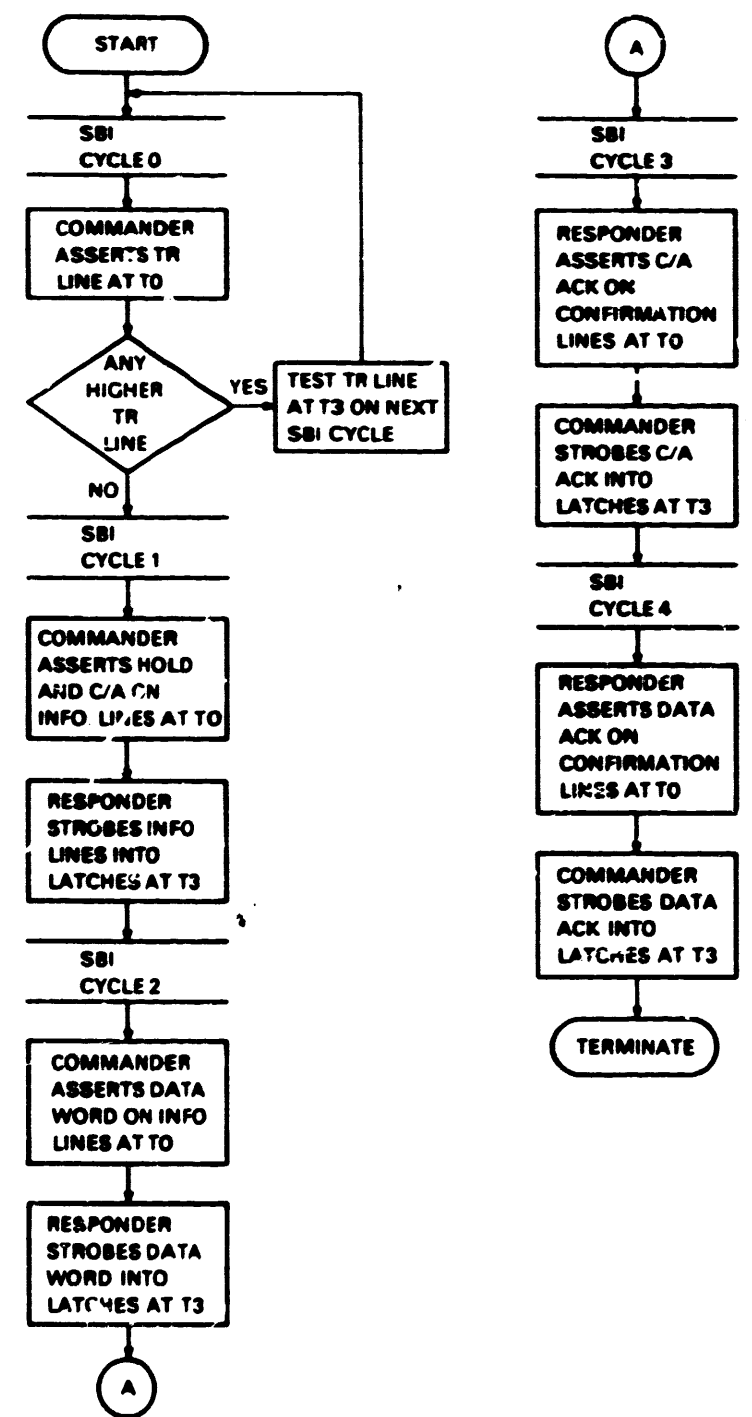 START
SBI
CYCLE 0
COMMANDER
ASSERTS TR
LINE AT T0
ANY
HIGHER
TR
LINE
YES
TEST TR LINE
AT T3 ON NEXT
SBI CYCLE
NO
SBI
CYCLE 1
COMMANDER
ASSERTS HOLD
AND C/A ON
INFO. LINES AT T0
RESPONDER
STROBES INFO
LINES INTO
LATCHES AT T3
SBI
CYCLE 2
COMMANDER
ASSERTS DATA
WORD ON INFO
LINES AT T0
RESPONDER
STROBES DATA
WORD INTO
LATCHES AT T3
A
A
SBI
CYCLE 3
RESPONDER
ASSERTS C/A
ACK ON
CONFIRMATION
LINES AT T0
COMMANDER
STROBES C/A
ACK INTO
LATCHES AT T3
SBI
CYCLE 4
RESPONDER
ASSERTS DATA
ACK ON
CONFIRMATION
LINES AT T0
COMMANDER
STROBES DATA
ACK INTO
LATCHES AT T3
TERMINATE